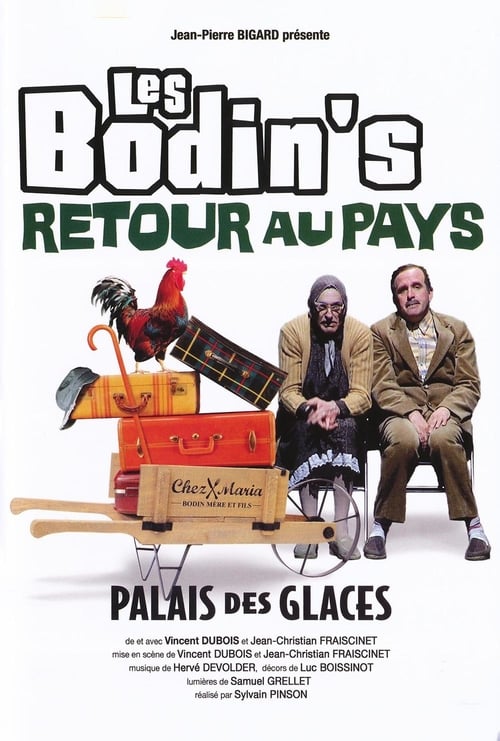 Jean-Pierre BIGARD présente
Les
Bodin's
RETOUR AU PAYS
Chez Maria
BODIN MÈRE ET FILS
PALAIS DES GLACES
de et avec Vincent DUBOIS et Jean-Christian FRAISCINET
mise en scène de Vincent DUBOIS et Jean-Christian FRAISCINET
musique de Hervé DEVOLDER, décors de Luc BOISSINOT
lumières de Samuel GRELLET
réalisé par Sylvain PINSON